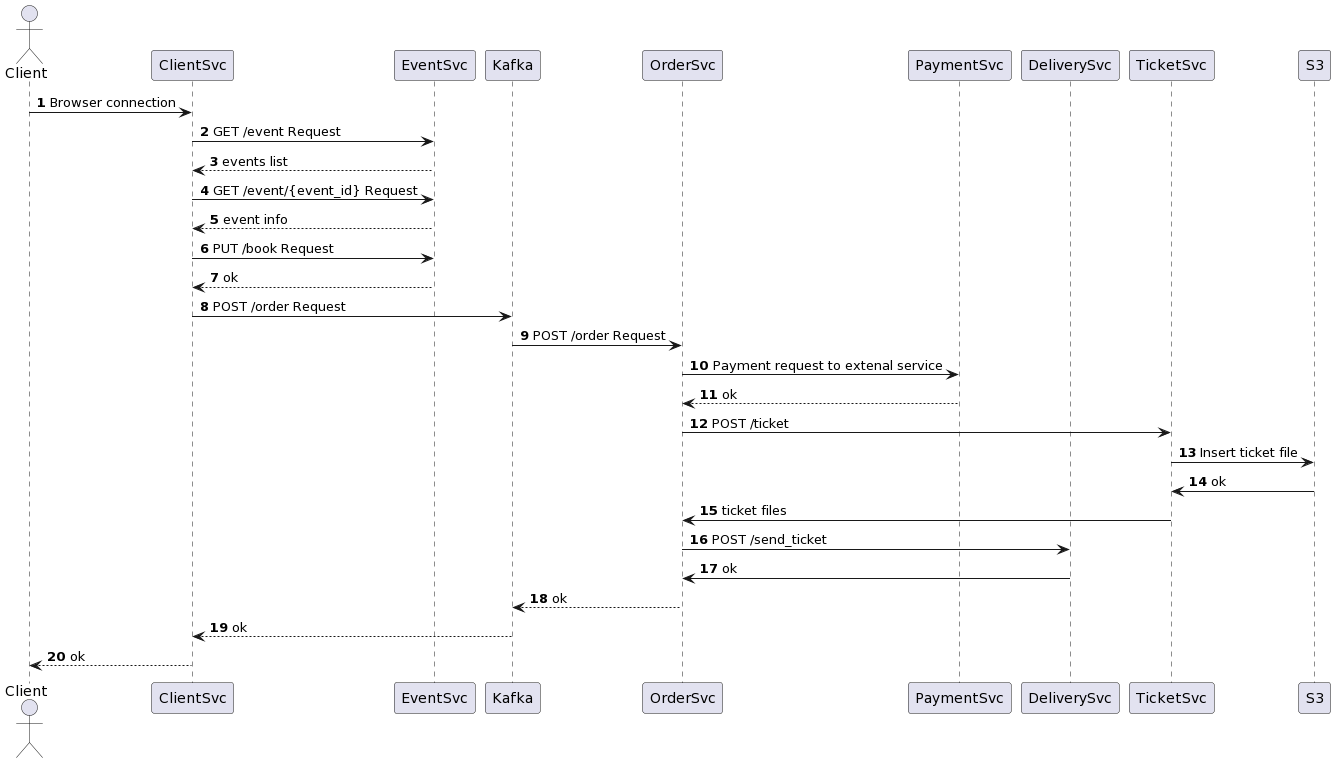 Client
ClientSvc
EventSvc
Kafka
OrderSvc
PaymentSvc
DeliverySvc
TicketSvc
S3
1 Browser connection
2 GET /event Request
3 events list
4 GET /event/{event_id} Request
5 event info
6 PUT /book Request
7 ok
8 POST /order Request
9 POST /order Request
10 Payment request to extenal service
11 ok
12 POST /ticket
13 Insert ticket file
14 ok
15 ticket files
16 POST /send_ticket
17 ok
18 ok
19 ok
20 ok
Client
ClientSvc
EventSvc
Kafka
OrderSvc
PaymentSvc
DeliverySvc
TicketSvc
S3